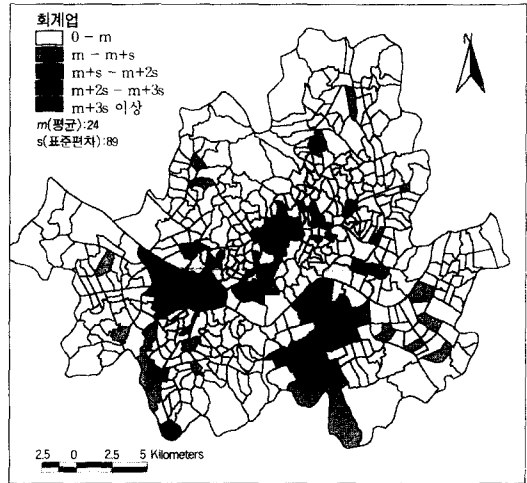 회계업
0 - m
m - m+s
m+s - m+2s
m+2s - m+3s
m+3s 이상
m(평균):24
s(표준편차):89
N
2.5 0 2.5 5 Kilometers